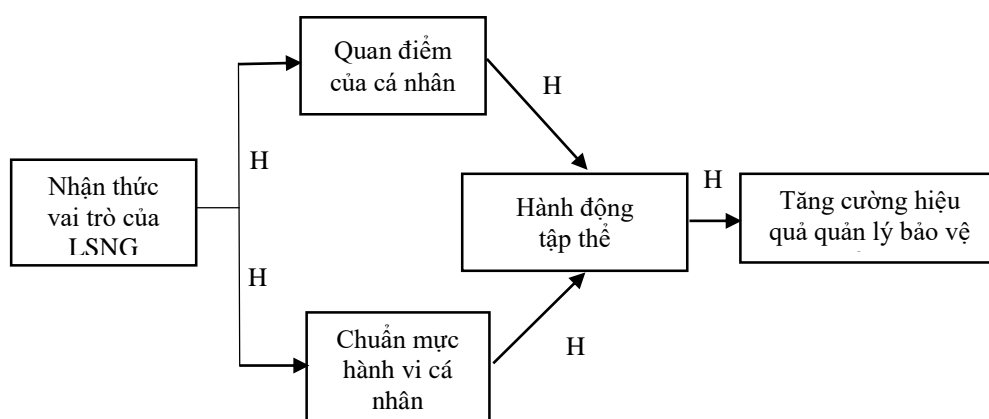 Quan điểm
của cá nhân
H
H
Nhận thức
vai trò của
LSNG
H
Hành động
tập thể
Tăng cường hiệu
quả quản lý bảo vệ
H
Chuẩn mực
hành vi cá
nhân
H